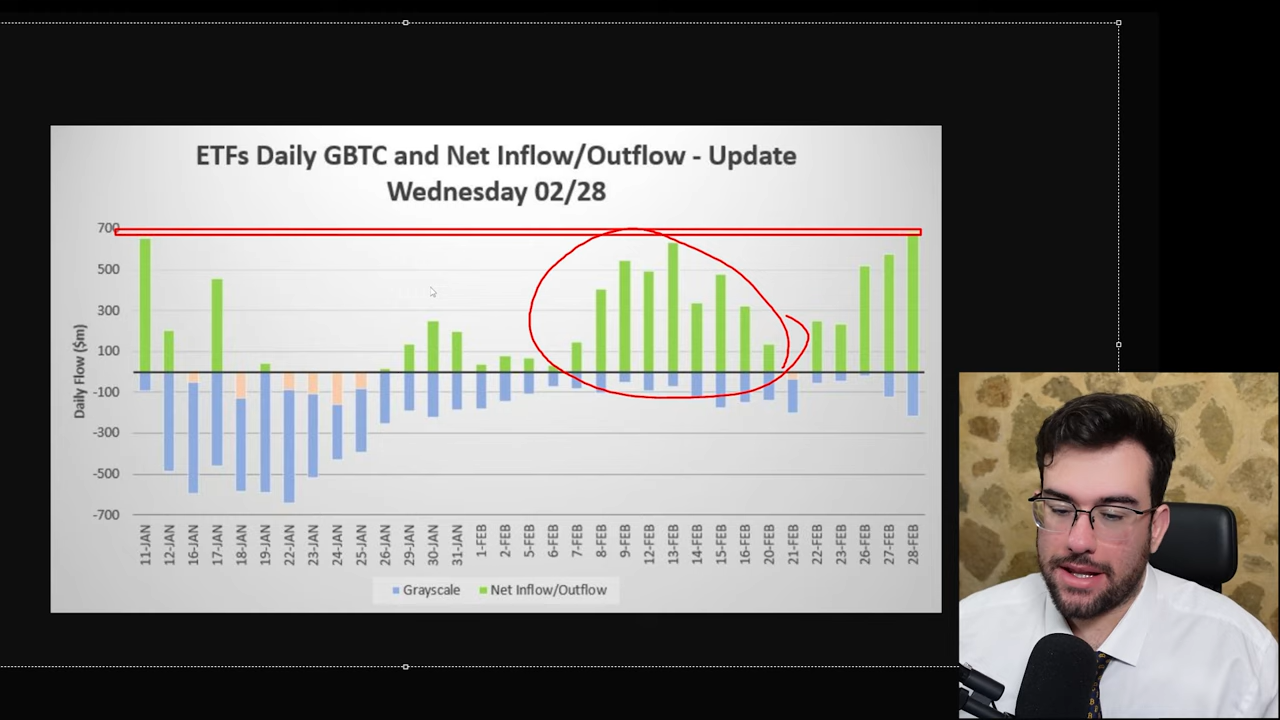 ETFs Daily GBTC and Net Inflow/Outflow - Update
Wednesday 02/28
Daily Flow ($m)
700
500
300
100
-100
-300
-500
-700
11-JAN
12-JAN
16-JAN
17-JAN
18-JAN
19-JAN
22-JAN
23-JAN
24-JAN
25-JAN
26-JAN
29-JAN
30-JAN
31-JAN
1-FEB
2-FEB
5-FEB
6-FEB
7-FEB
8-FEB
9-FEB
12-FEB
13-FEB
14-FEB
15-FEB
16-FEB
20-FEB
21-FEB
22-FEB
23-FEB
26-FEB
27-FEB
28-FEB
Grayscale Net Inflow/Outflow